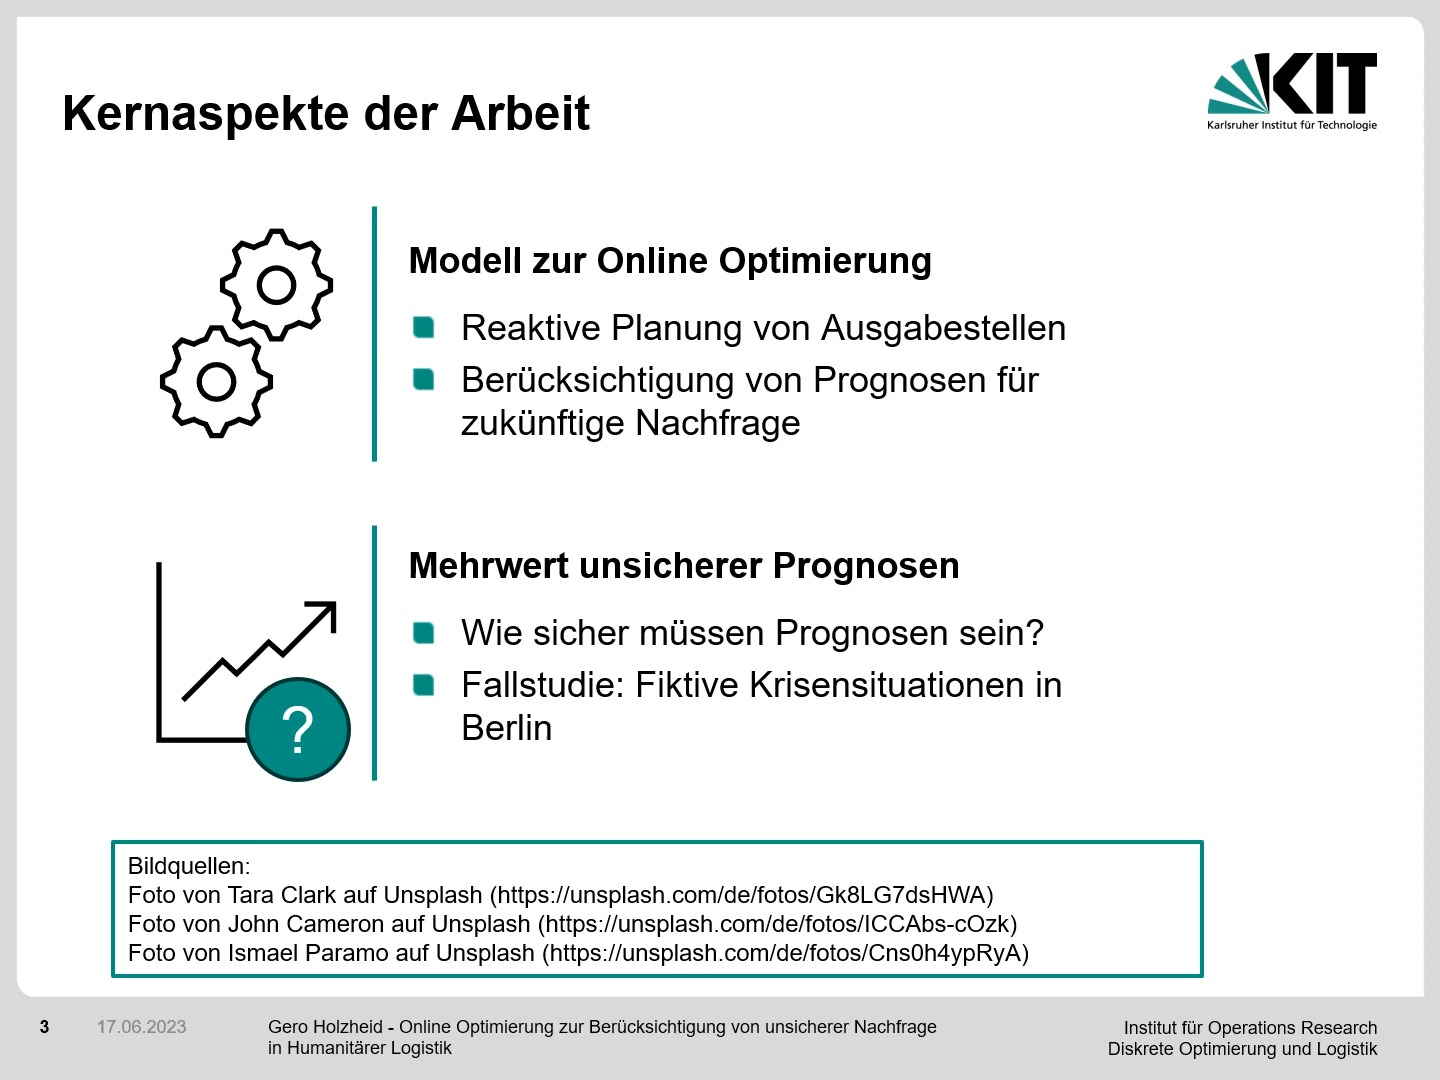 Kernaspekte der Arbeit
KIT
Karlsruher Institut für Technologie
Modell zur Online Optimierung
Reaktive Planung von Ausgabestellen
Berücksichtigung von Prognosen für
zukünftige Nachfrage
Mehrwert unsicherer Prognosen
Wie sicher müssen Prognosen sein?
Fallstudie: Fiktive Krisensituationen in
Berlin
?
Bildquellen:
Foto von Tara Clark auf Unsplash (https://unsplash.com/de/fotos/Gk8LG7dsHWA)
Foto von John Cameron auf Unsplash (https://unsplash.com/de/fotos/ICCAbs-cOzk)
Foto von Ismael Paramo auf Unsplash (https://unsplash.com/de/fotos/Cns0h4ypRyA)
3
17.06.2023
Gero Holzheid - Online Optimierung zur Berücksichtigung von unsicherer Nachfrage
in Humanitärer Logistik
Institut für Operations Research
Diskrete Optimierung und Logistik